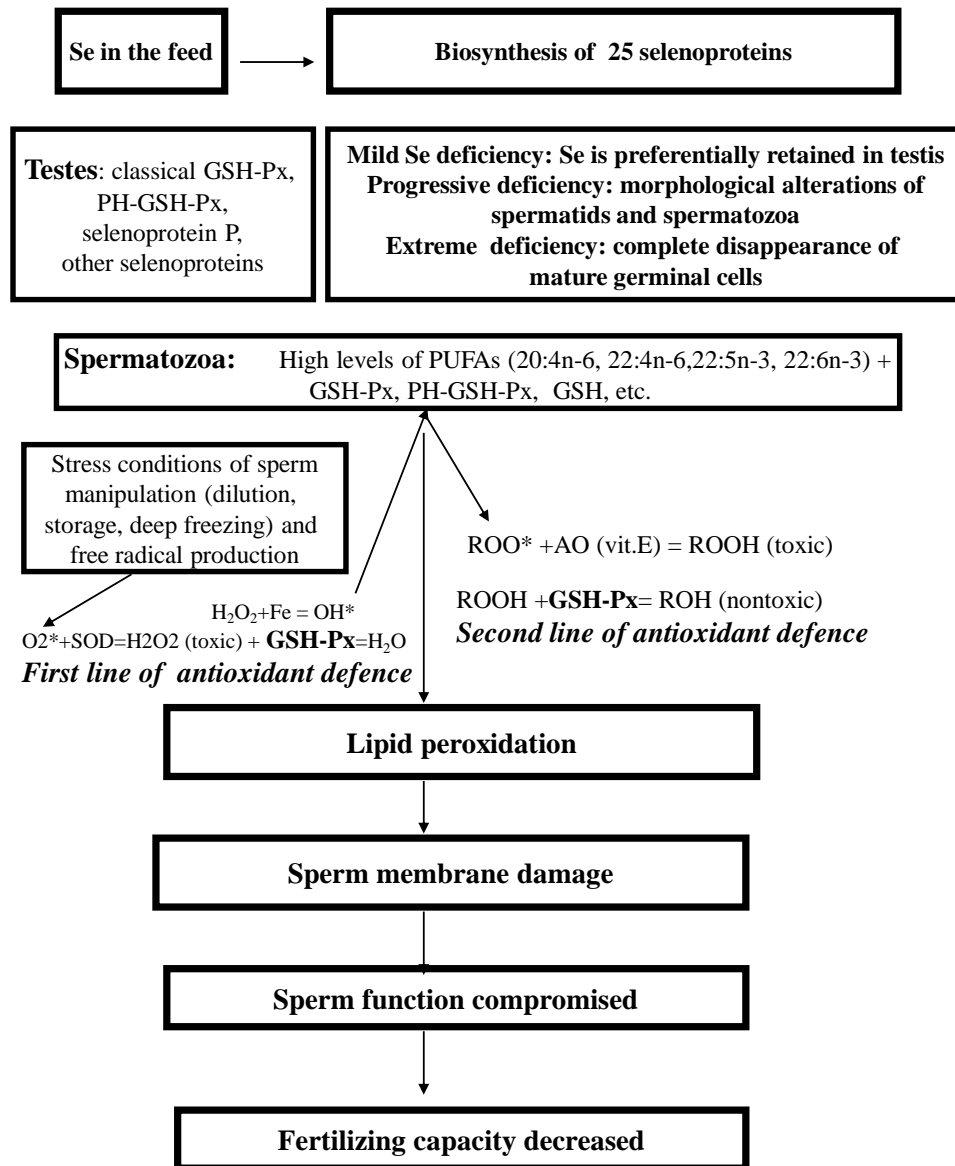 Se in the feed
Biosynthesis of 25 selenoproteins
Testes: classical GSH-Px,
PH-GSH-Px,
selenoprotein P,
other selenoproteins
Mild Se deficiency: Se is preferentially retained in testis
Progressive deficiency: morphological alterations of
spermatids and spermatozoa
Extreme deficiency: complete disappearance of
mature germinal cells
Spermatozoa: High levels of PUFAs (20:4n-6, 22:4n-6,22:5n-3, 22:6n-3) +
GSH-Px, PH-GSH-Px, GSH, etc.
Stress conditions of sperm
manipulation (dilution,
storage, deep freezing) and
free radical production
H₂O₂+Fe = OH*
O2*+SOD=H2O2 (toxic) + GSH-Px=H₂O
First line of antioxidant defence
ROO* +AO (vit.E) = ROOH (toxic)
ROOH +GSH-Px= ROH (nontoxic)
Second line of antioxidant defence
Lipid peroxidation
Sperm membrane damage
Sperm function compromised
Fertilizing capacity decreased